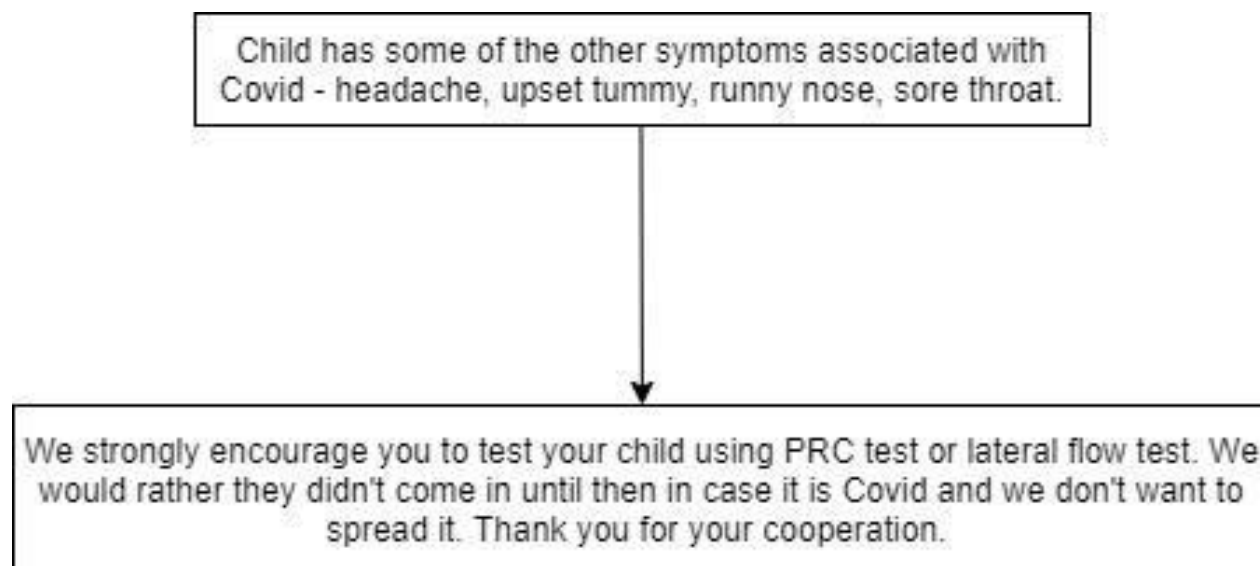 Child has some of the other symptoms associated with
Covid - headache, upset tummy, runny nose, sore throat.
We strongly encourage you to test your child using PRC test or lateral flow test. We
would rather they didn't come in until then in case it is Covid and we don't want to
spread it. Thank you for your cooperation.